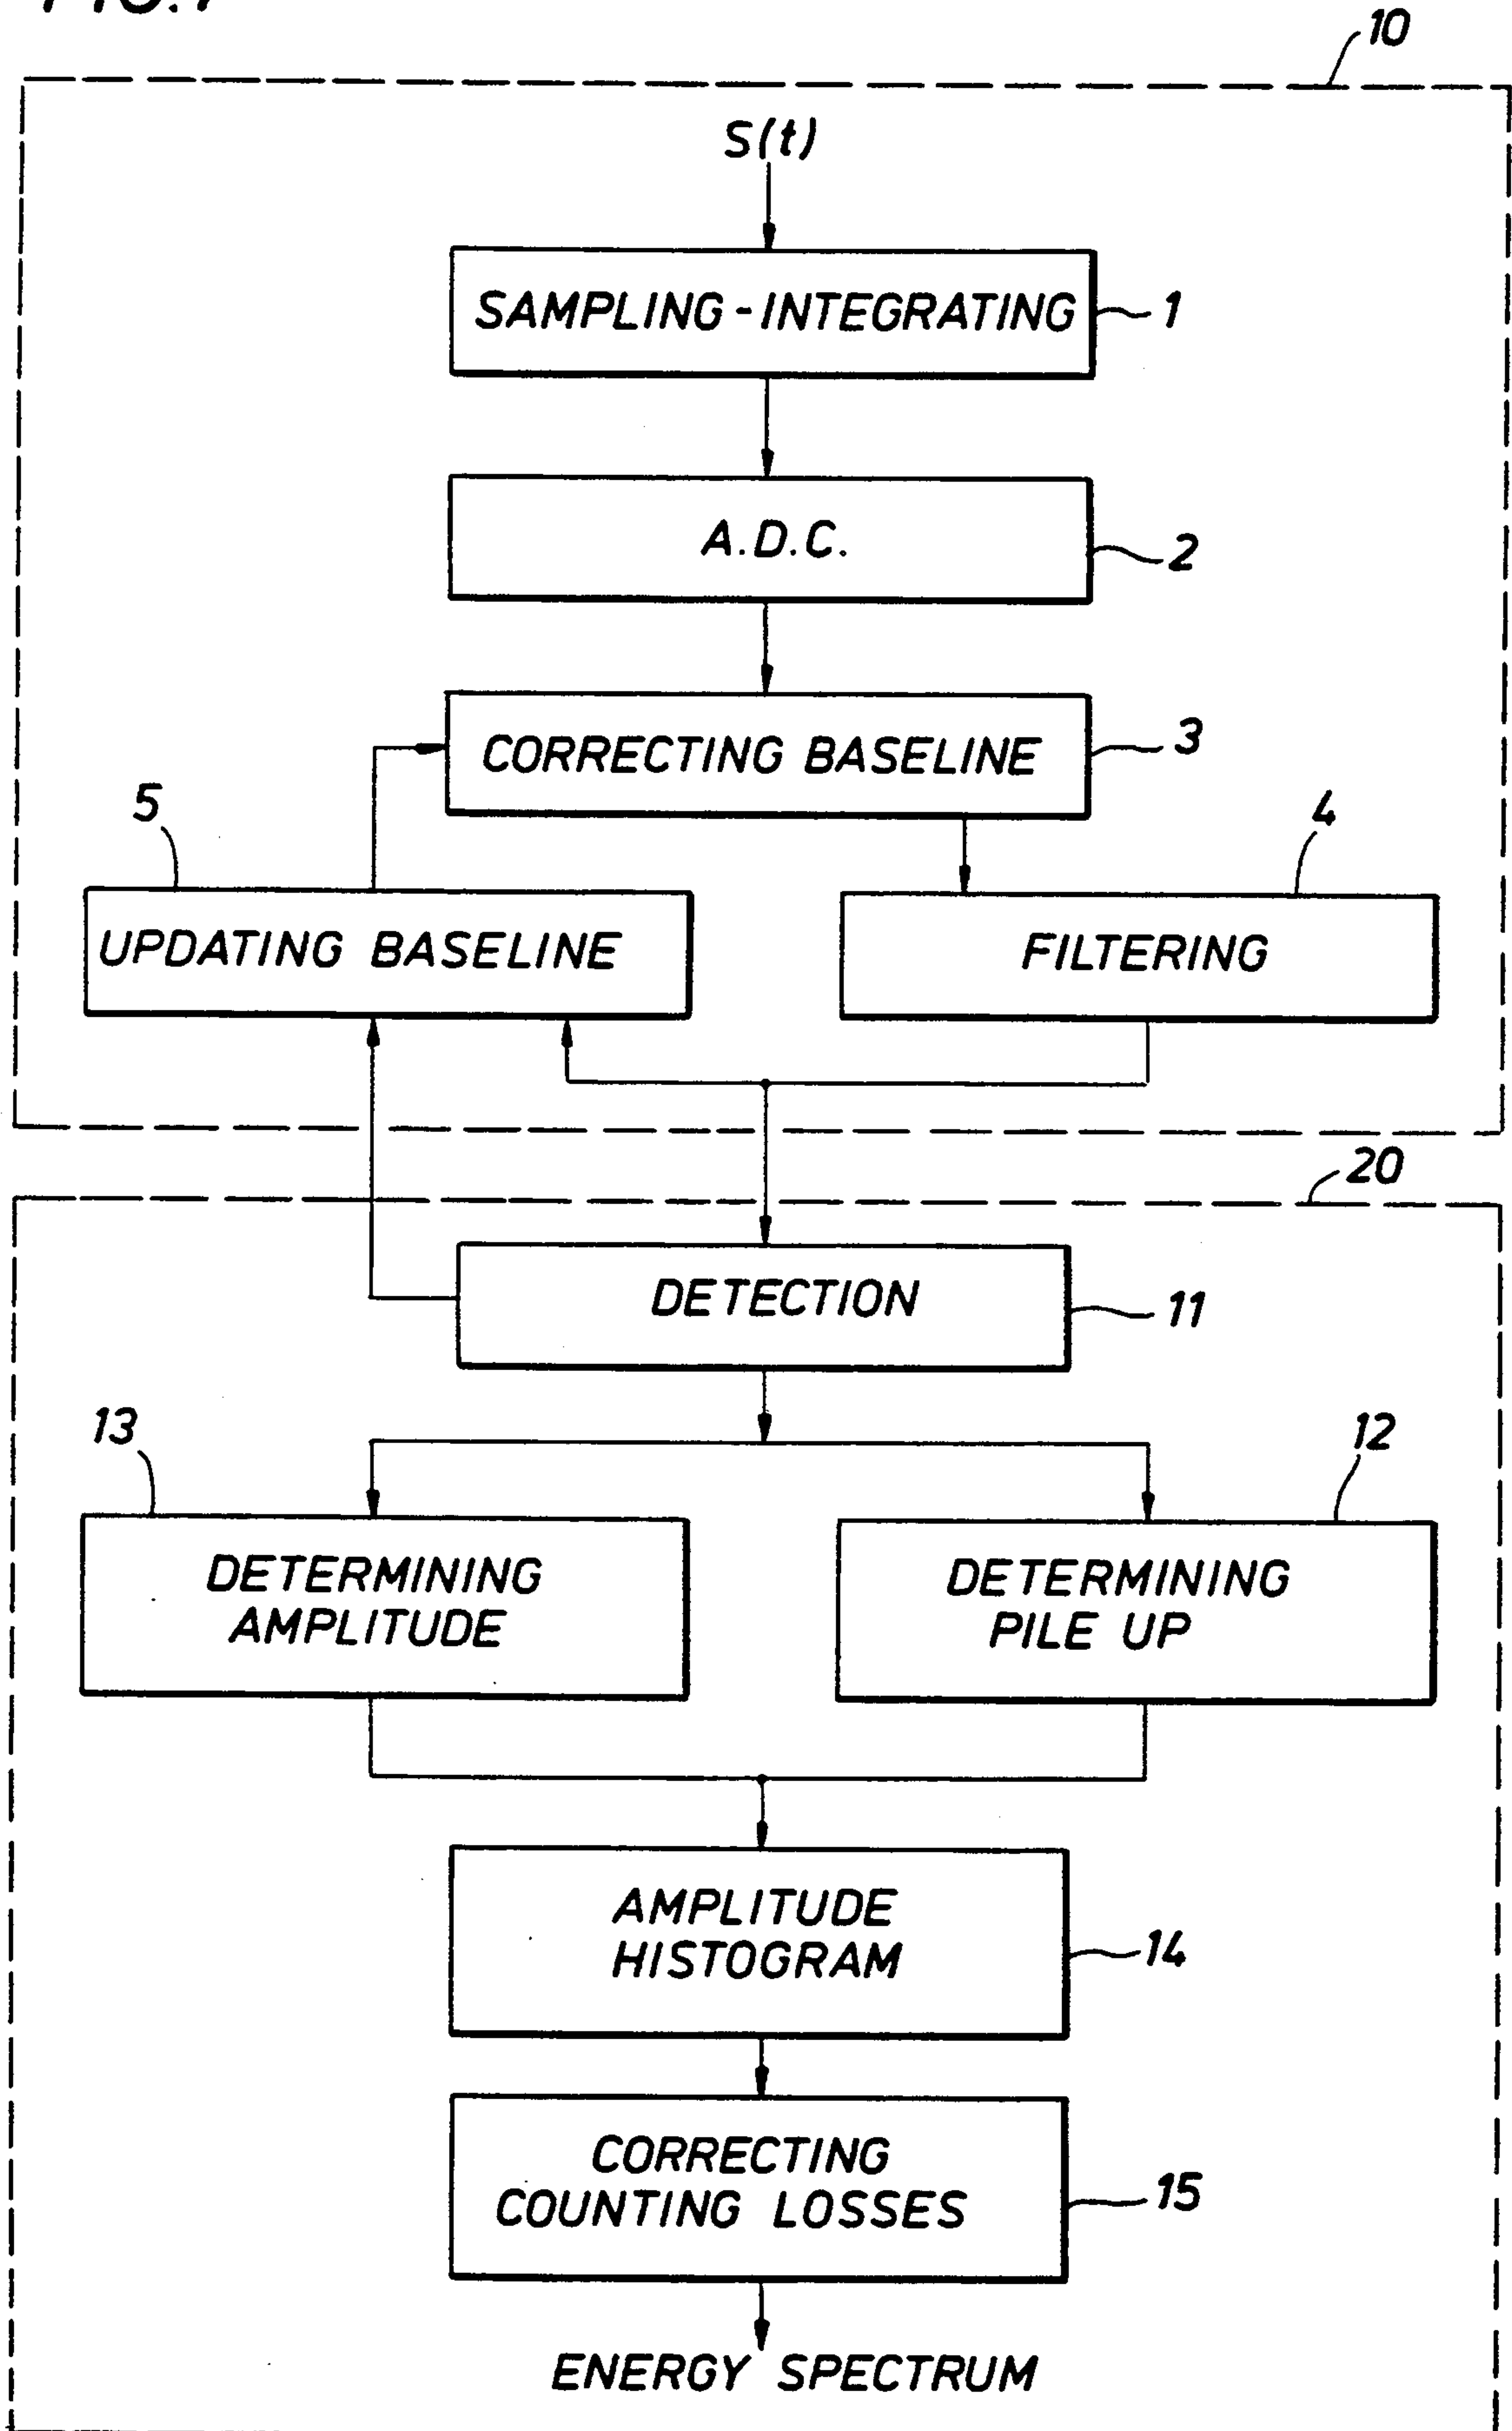 10
S(t)
SAMPLING-INTEGRATING
1
A.D.C.
2
CORRECTING BASELINE
3
5
4
UPDATING BASELINE
FILTERING
20
DETECTION
11
13
12
DETERMINING
AMPLITUDE
DETERMINING
PILE UP
AMPLITUDE
HISTOGRAM
14
CORRECTING
COUNTING LOSSES
15
ENERGY SPECTRUM